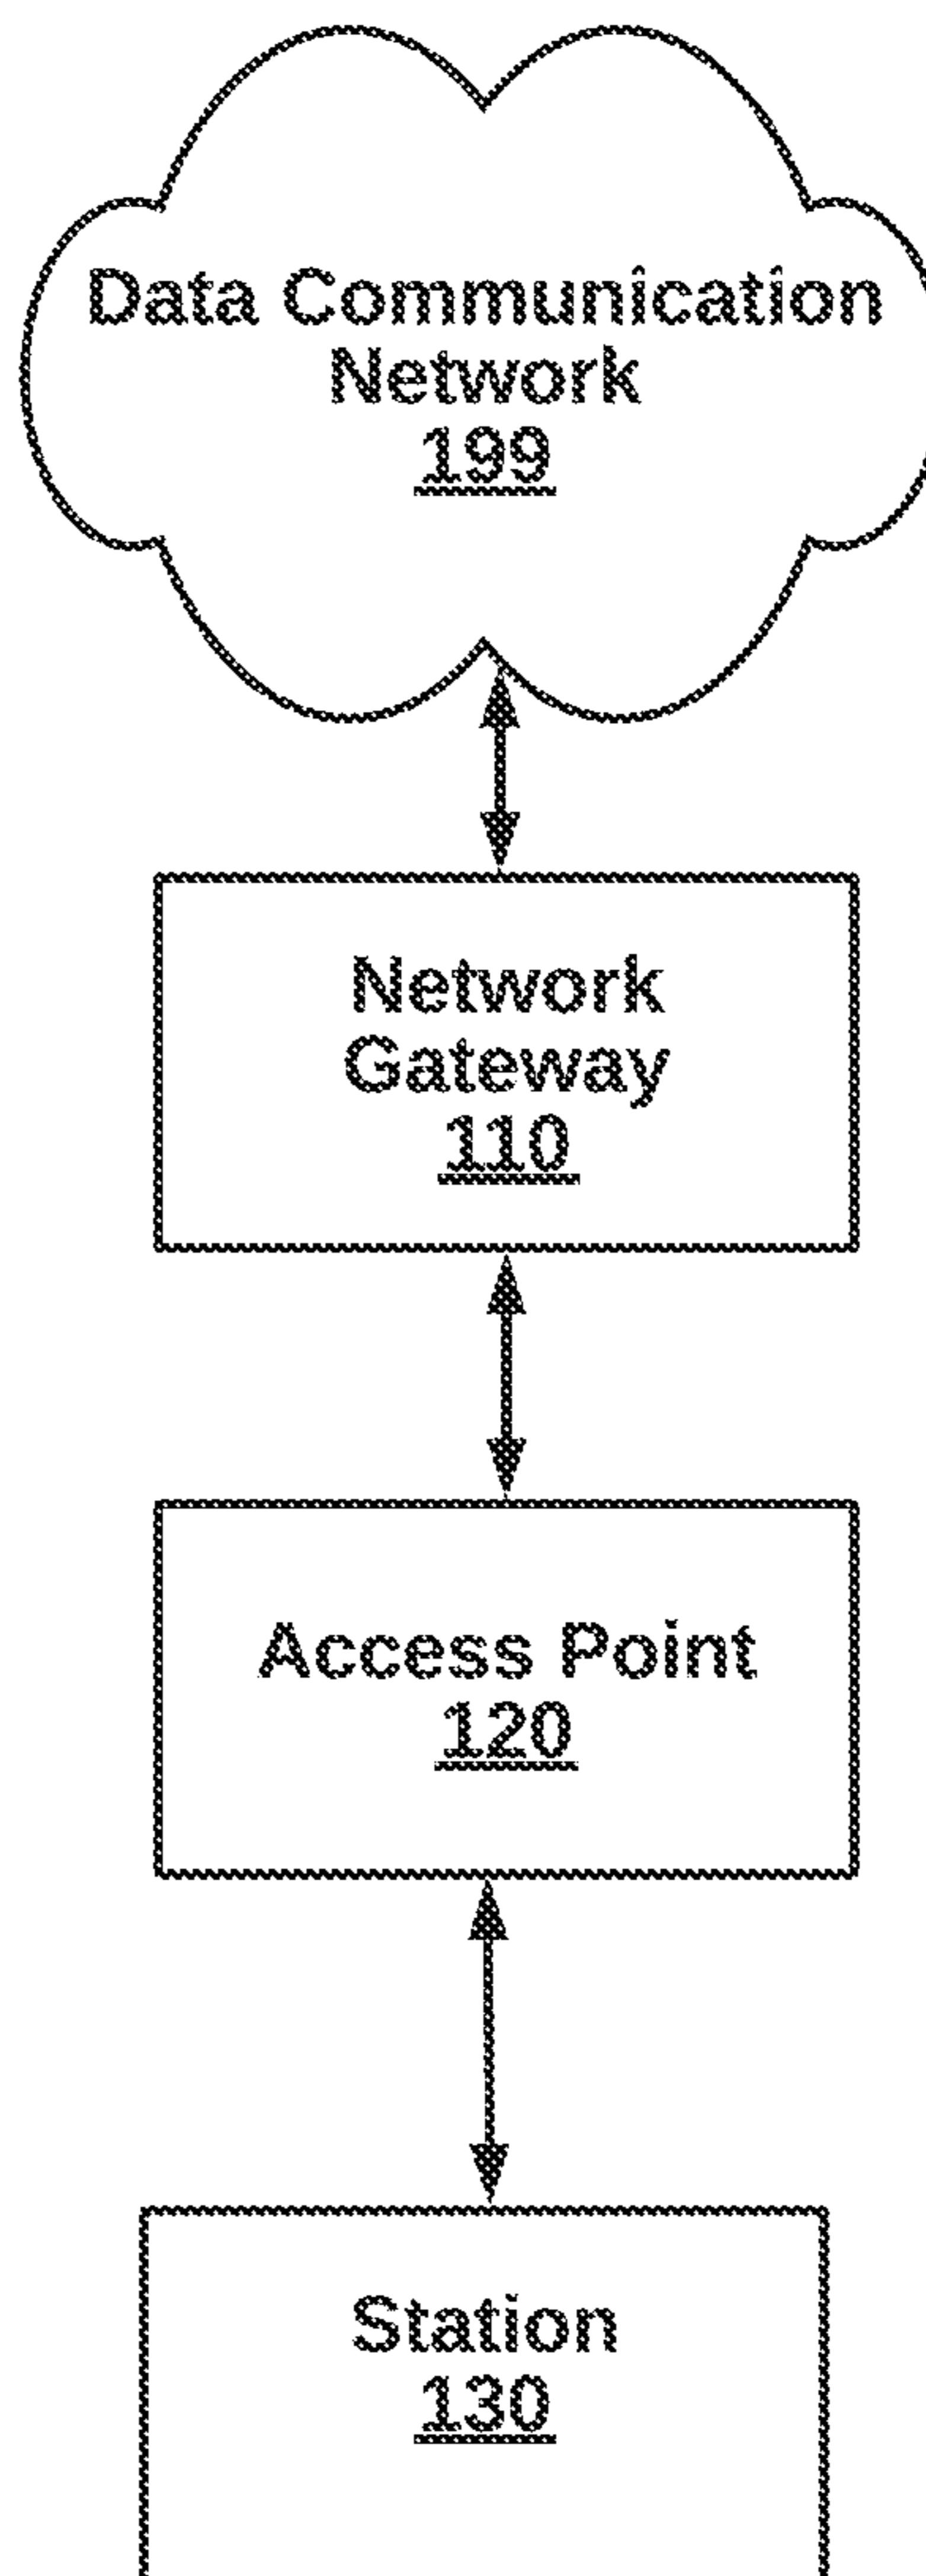 Data Communication
Network
199
Network
Gateway
110
Access Point
120
Station
130